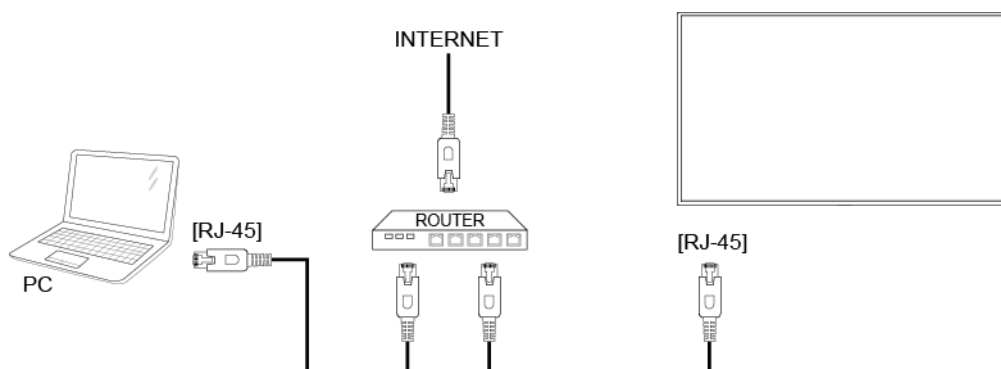 INTERNET
ROUTER
[RJ-45]
[RJ-45]
PC